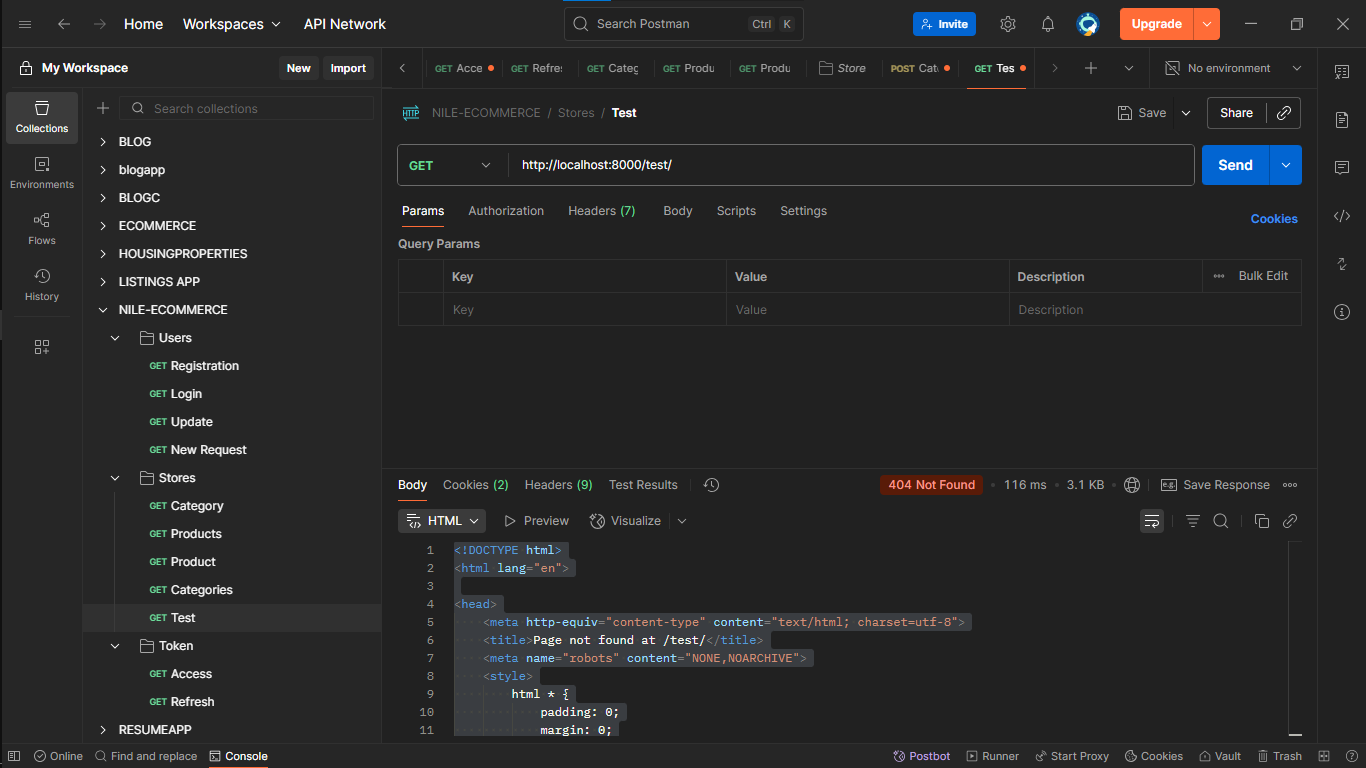 Home Workspaces API Network Search Postman Ctrl K Invite Upgrade
My Workspace New Import
GET Acce GET Refre GET Categ GET Produ GET Produ Store POST Cat GET Tes No environment
Collections
Environments
Flows
History
Search collections
BLOG
blogapp
BLOGC
ECOMMERCE
HOUSINGPROPERTIES
LISTINGS APP
NILE-ECOMMERCE
Users
GET Registration
GET Login
GET Update
GET New Request
Stores
GET Category
GET Products
GET Product
GET Categories
GET Test
Token
GET Access
GET Refresh
RESUMEAPP
HTTP NILE-ECOMMERCE / Stores / Test Save Share
GET http://localhost:8000/test/ Send
Params Authorization Headers (7) Body Scripts Settings Cookies
Query Params
Key Value Description Bulk Edit
Key Value Description
Body Cookies (2) Headers (9) Test Results 404 Not Found 116 ms 3.1 KB e.g. Save Response
HTML Preview Visualize
1 <!DOCTYPE html>
2 <html lang="en">
3
4 <head>
5 <meta http-equiv="content-type" content="text/html; charset=utf-8">
6 <title>Page not found at /test/</title>
7 <meta name="robots" content="NONE,NOARCHIVE">
8 <style>
9 html * {
10 padding: 0;
11 margin: 0;
Online Find and replace Console Postbot Runner Start Proxy Cookies Vault Trash